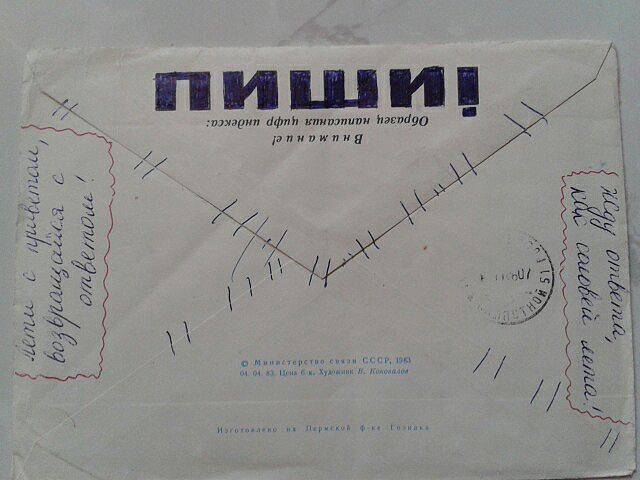 ПИШИ!
Внимание!
Образец написания цифр индекса:
Лети с приветом,
возвращайся с
ответом!
Жду ответа,
как соловей лета!
© Министерство связи СССР, 1983
04. 04. 83. Цена 6 к. Художник В. Коновалов
Изготовлено на Пермской ф-ке Гознака